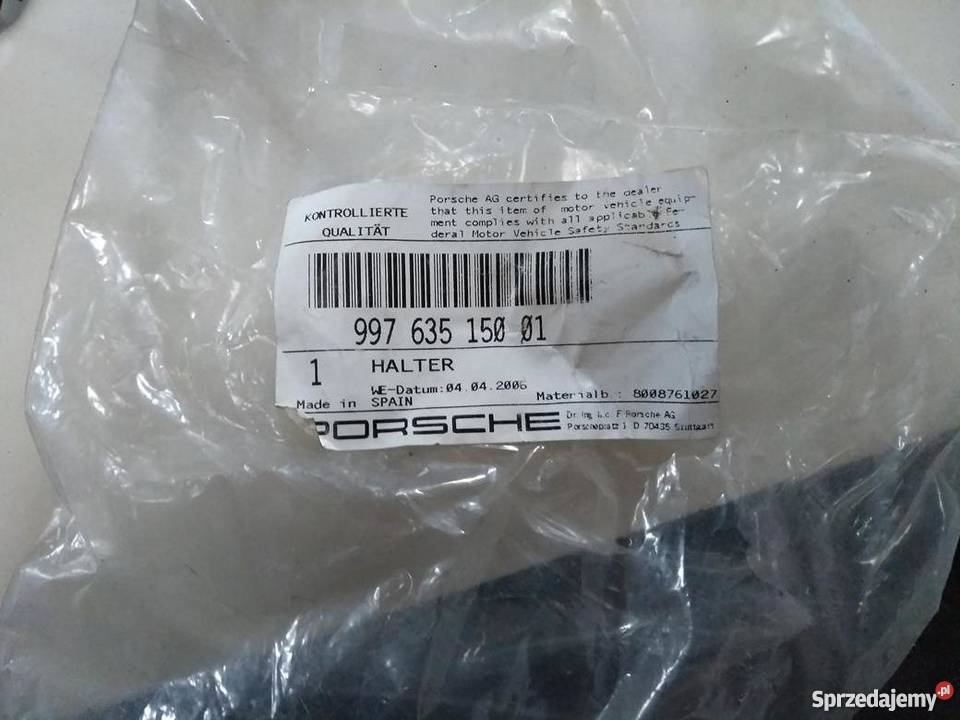 KONTROLLIERTE
QUALITÄT
Porsche AG certifies to the dealer
that this item of motor vehicle equip-
ment complies with all applicable Fe-
deral Motor Vehicle Safety Standards
997 635 150 01
1 HALTER
WE-Datum:04.04.2006
Made in SPAIN
Materialb.: 8008761027
PORSCHE
Dr. Ing. h.c. F. Porsche AG
Porscheplatz 1 D 70435 Stuttgart
Sprzedajemy.pl